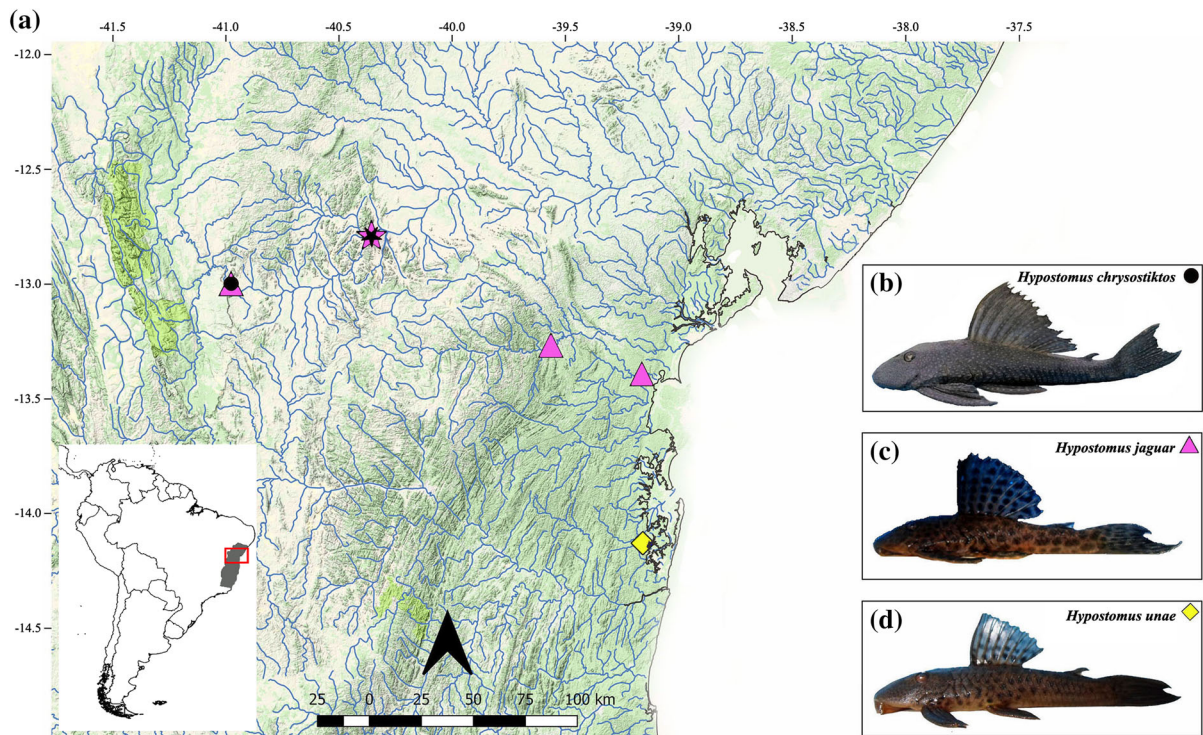 (a)
-41.5 -41.0 -40.5 -40.0 -39.5 -39.0 -38.5 -38.0 -37.5
-12.0
-12.5
-13.0
-13.5
-14.0
-14.5
25 0 25 50 75 100 km
(b) Hypostomus chrysostiktos
(c) Hypostomus jaguar
(d) Hypostomus unae